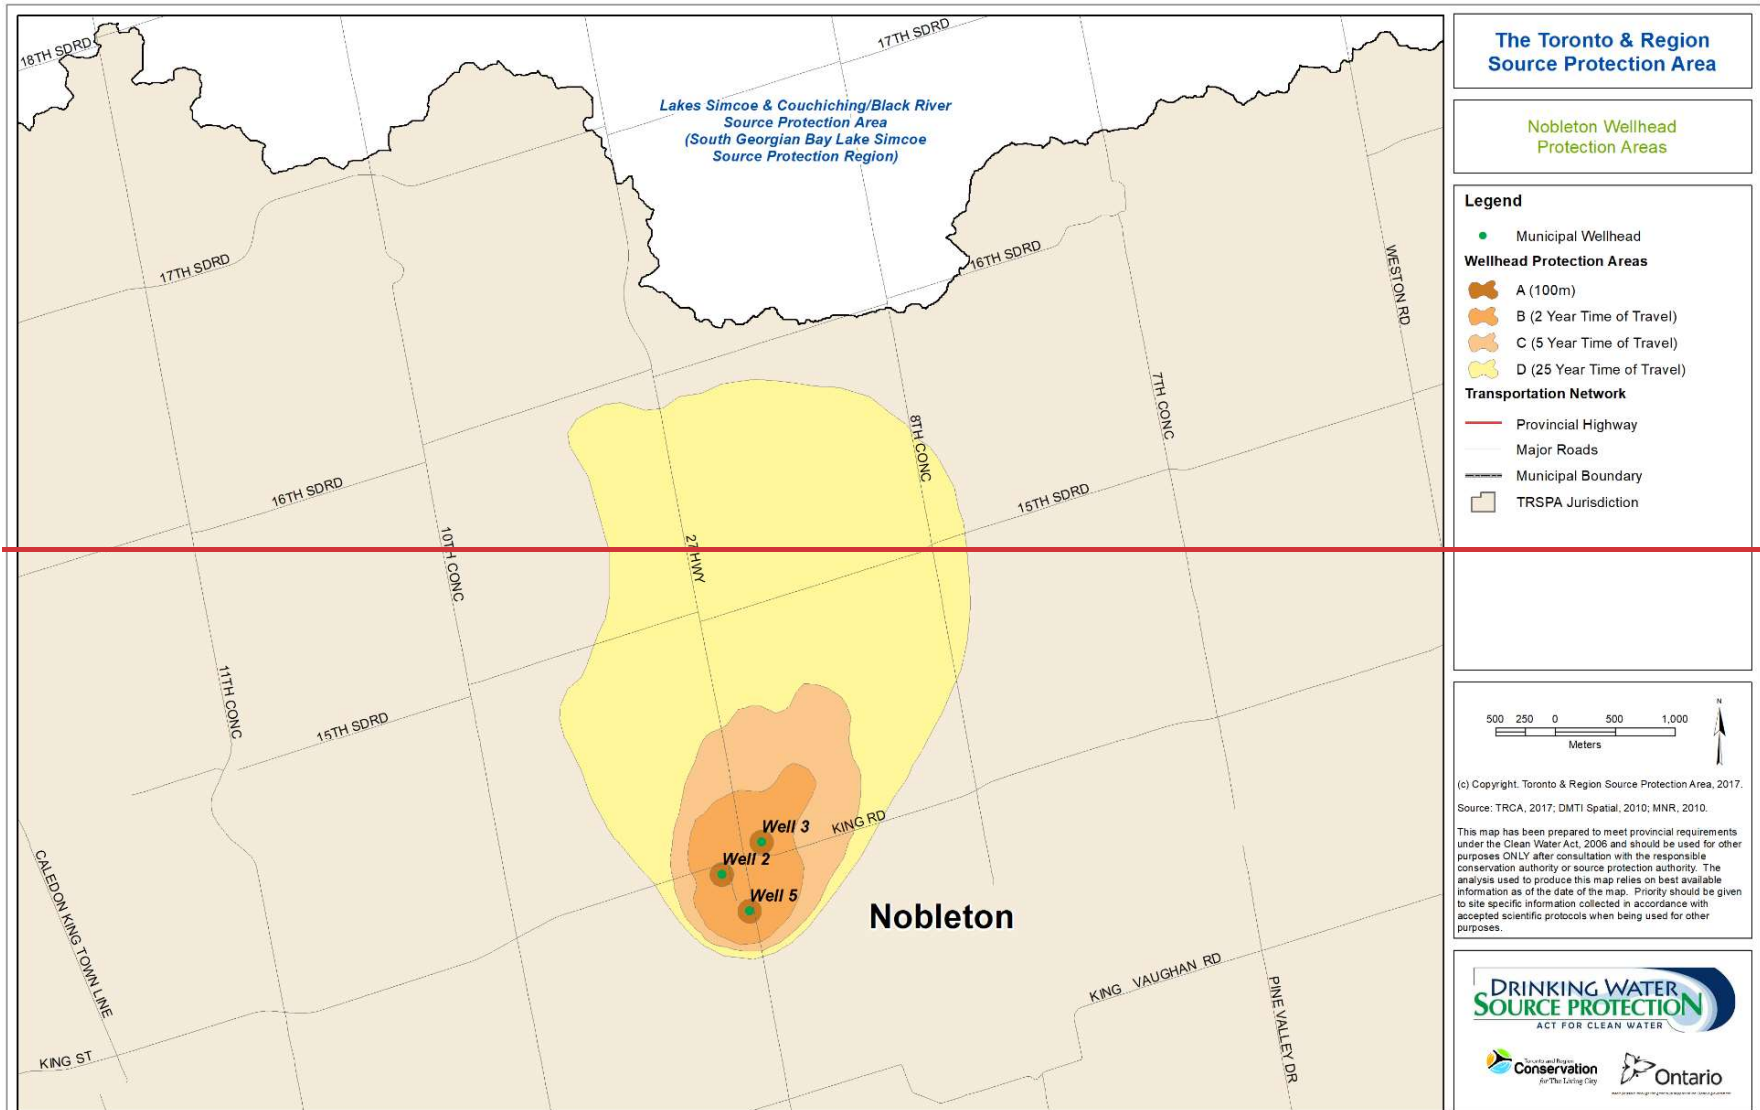 18TH SDRD
17TH SDRD
Lakes Simcoe & Couchiching/Black River
Source Protection Area
(South Georgian Bay Lake Simcoe
Source Protection Region)
17TH SDRD
16TH SDRD
WESTON RD
7TH CONC
8TH CONC
16TH SDRD
15TH SDRD
10TH CONC
27 HWY
11TH CONC
15TH SDRD
KING RD
Well 3
Well 2
Well 5
Nobleton
CALEDON KING TOWN LINE
KING VAUGHAN RD
PINE VALLEY DR
KING ST
The Toronto & Region
Source Protection Area
Nobleton Wellhead
Protection Areas
Legend
Municipal Wellhead
Wellhead Protection Areas
A (100m)
B (2 Year Time of Travel)
C (5 Year Time of Travel)
D (25 Year Time of Travel)
Transportation Network
Provincial Highway
Major Roads
Municipal Boundary
TRSPA Jurisdiction
500 250 0 500 1,000
Meters
N
(c) Copyright. Toronto & Region Source Protection Area, 2017.
Source: TRCA, 2017; DMTI Spatial, 2010; MNR, 2010.
This map has been prepared to meet provincial requirements
under the Clean Water Act, 2006 and should be used for other
purposes ONLY after consultation with the responsible
conservation authority or source protection authority. The
analysis used to produce this map relies on best available
information as of the date of the map. Priority should be given
to site specific information collected in accordance with
accepted scientific protocols when being used for other
purposes.
DRINKING WATER
SOURCE PROTECTION
ACT FOR CLEAN WATER
Toronto and Region
Conservation
for The Living City
Ontario